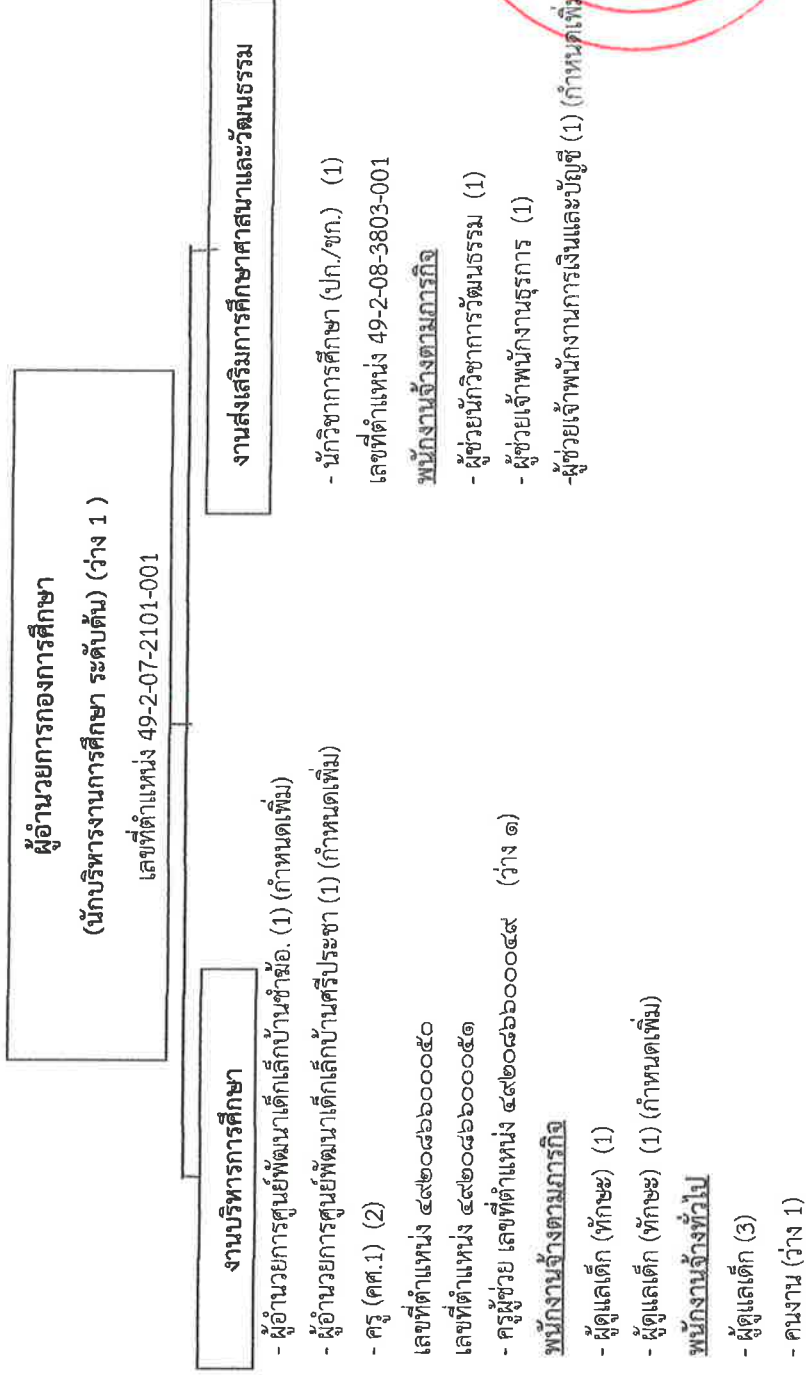 ผู้อำนวยการกองการศึกษา
(นักบริหารงานการศึกษา ระดับต้น) (ว่าง 1 )
เลขที่ตำแหน่ง 49-2-07-2101-001
งานบริหารการศึกษา
- ผู้อำนวยการศูนย์พัฒนาเด็กเล็กบ้านชำฆ้อ. (1) (กำหนดเพิ่ม)
- ผู้อำนวยการศูนย์พัฒนาเด็กเล็กบ้านศรีประชา (1) (กำหนดเพิ่ม)
- ครู (คศ.1) (2)
เลขที่ตำแหน่ง ๔๙๒๐๘๖๖๐๐๐๕๐
เลขที่ตำแหน่ง ๔๙๒๐๘๖๖๐๐๐๕๑
- ครูผู้ช่วย เลขที่ตำแหน่ง ๔๙๒๐๘๖๖๐๐๐๔๙ (ว่าง ๑)
พนักงานจ้างตามภารกิจ
- ผู้ดูแลเด็ก (ทักษะ) (1)
- ผู้ดูแลเด็ก (ทักษะ) (1) (กำหนดเพิ่ม)
พนักงานจ้างทั่วไป
- ผู้ดูแลเด็ก (3)
- คนงาน (ว่าง 1)
งานส่งเสริมการศึกษาศาสนาและวัฒนธรรม
- นักวิชาการศึกษา (ปก./ชก.) (1)
เลขที่ตำแหน่ง 49-2-08-3803-001
พนักงานจ้างตามภารกิจ
- ผู้ช่วยนักวิชาการวัฒนธรรม (1)
- ผู้ช่วยเจ้าพนักงานธุรการ (1)
-ผู้ช่วยเจ้าพนักงานการเงินและบัญชี (1) (กำหนดเพิ่ม